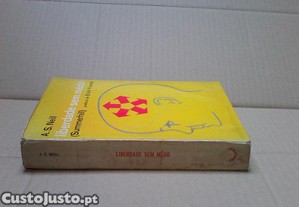 A.S. Neill
liberdade sem medo
(Summerhill)
A. S. NEILL
LIBERDADE SEM MEDO
CustoJusto.pt